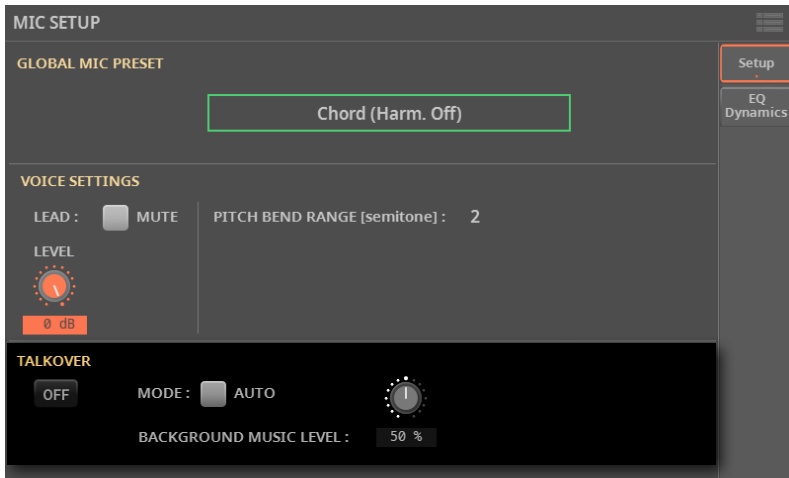 MIC SETUP
GLOBAL MIC PRESET
Setup
EQ
Dynamics
Chord (Harm. Off)
VOICE SETTINGS
LEAD : MUTE PITCH BEND RANGE [semitone] : 2
LEVEL
0 dB
TALKOVER
OFF MODE : AUTO
BACKGROUND MUSIC LEVEL : 50 %